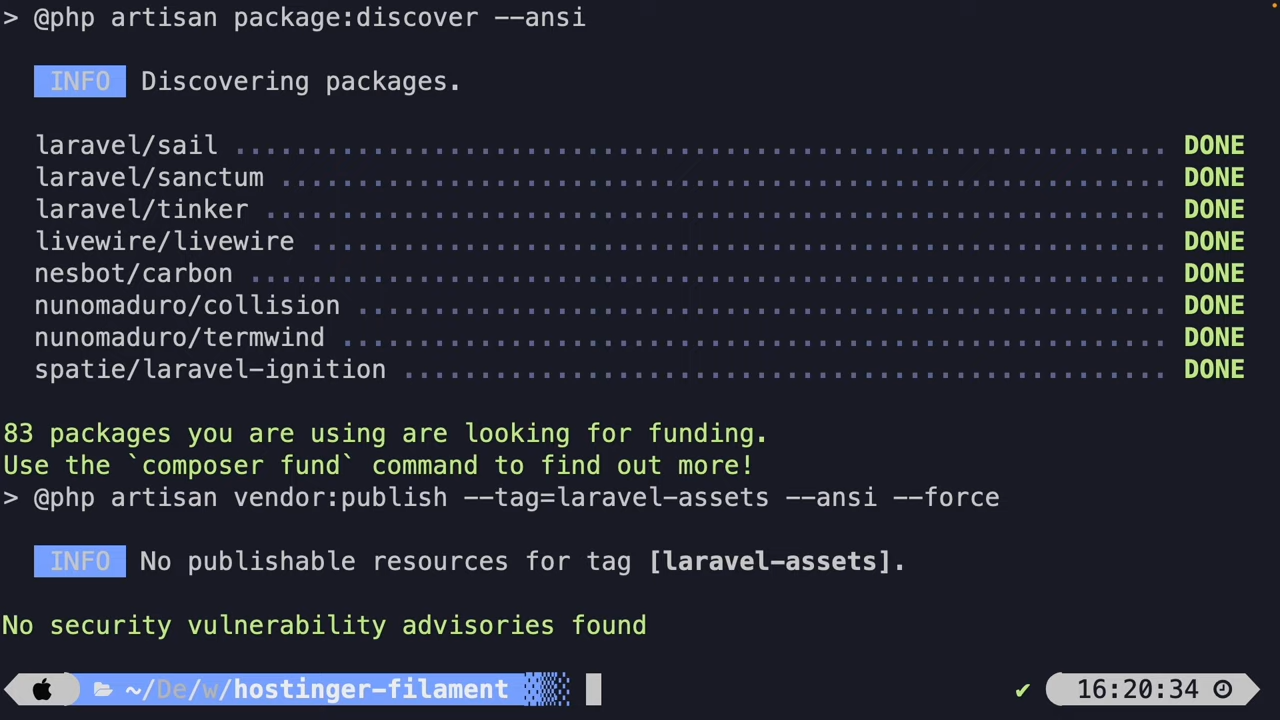 > @php artisan package:discover --ansi
INFO Discovering packages.
laravel/sail ............................................................. DONE
laravel/sanctum .......................................................... DONE
laravel/tinker ........................................................... DONE
livewire/livewire ........................................................ DONE
nesbot/carbon ............................................................ DONE
nunomaduro/collision ..................................................... DONE
nunomaduro/termwind ...................................................... DONE
spatie/laravel-ignition .................................................. DONE
83 packages you are using are looking for funding.
Use the `composer fund` command to find out more!
> @php artisan vendor:publish --tag=laravel-assets --ansi --force
INFO No publishable resources for tag [laravel-assets].
No security vulnerability advisories found
~/De/w/hostinger-filament ✔ 16:20:34